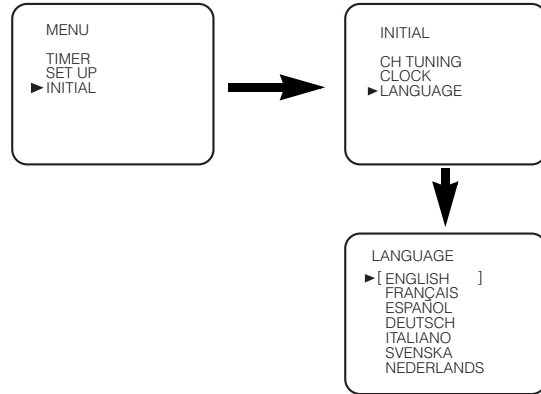 MENU
TIMER
SET UP
►INITIAL
INITIAL
CH TUNING
CLOCK
►LANGUAGE
LANGUAGE
►[ ENGLISH ]
FRANÇAIS
ESPAÑOL
DEUTSCH
ITALIANO
SVENSKA
NEDERLANDS